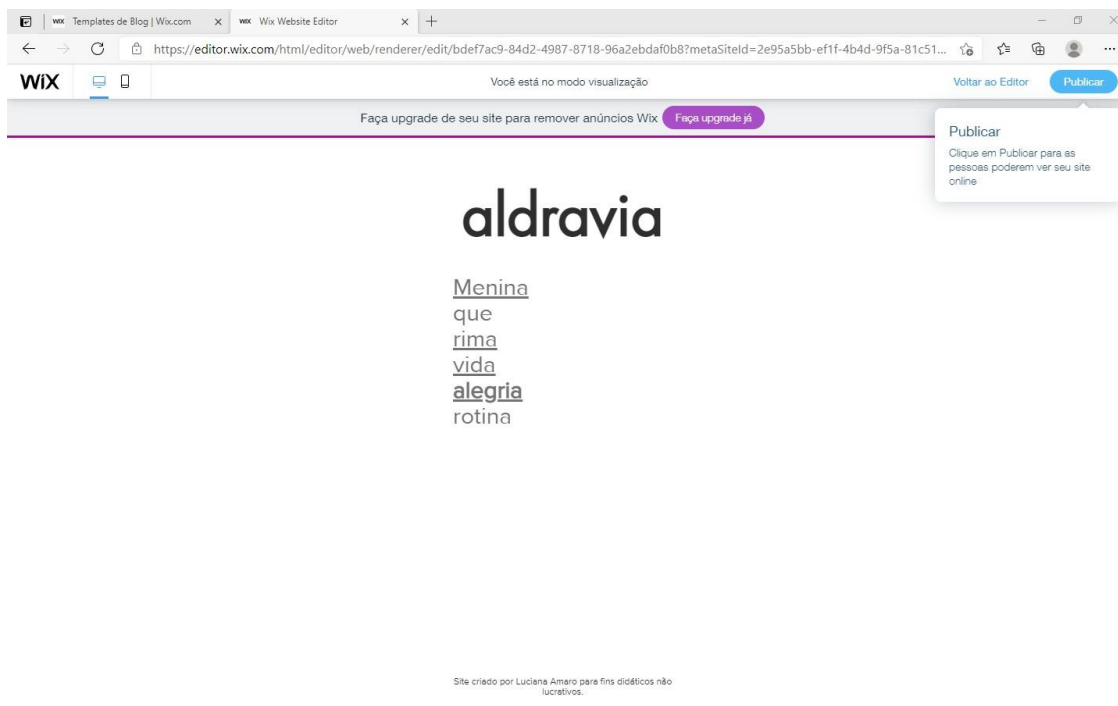 Templates de Blog | Wix.com
WiX Wix Website Editor
https://editor.wix.com/html/editor/web/renderer/edit/bdef7ac9-84d2-4987-8718-96a2ebdaf0b8?metaSiteId=2e95a5bb-ef1f-4b4d-9f5a-81c51...
WiX
Você está no modo visualização
Voltar ao Editor
Publicar
Faça upgrade de seu site para remover anúncios Wix
Faça upgrade já
Publicar
Clique em Publicar para as
pessoas poderem ver seu site
online
aldravia
Menina
que
rima
vida
alegria
rotina
Site criado por Luciana Amaro para fins didáticos não
lucrativos.